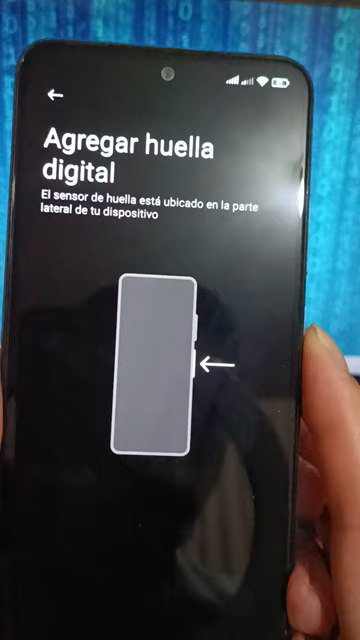 Agregar huella
digital
El sensor de huella está ubicado en la parte
lateral de tu dispositivo